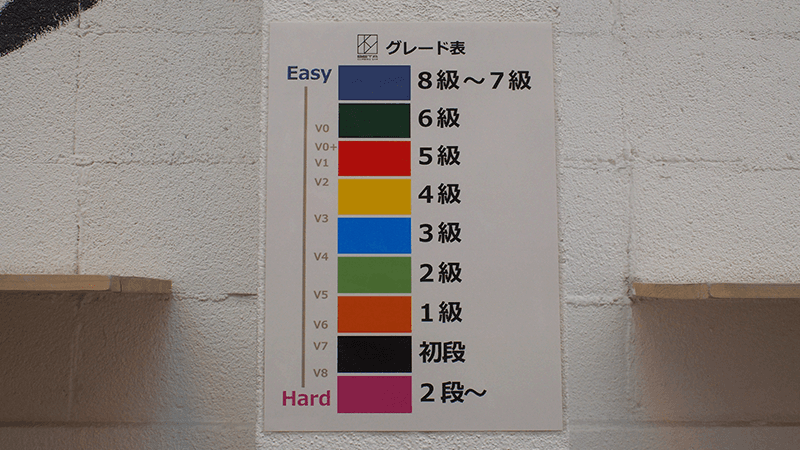 BETA
グレード表
Easy 8級～7級
V0 6級
V0+
V1 5級
V2 4級
V3 3級
V4 2級
V5
V6 1級
V7 初段
V8
Hard 2段～